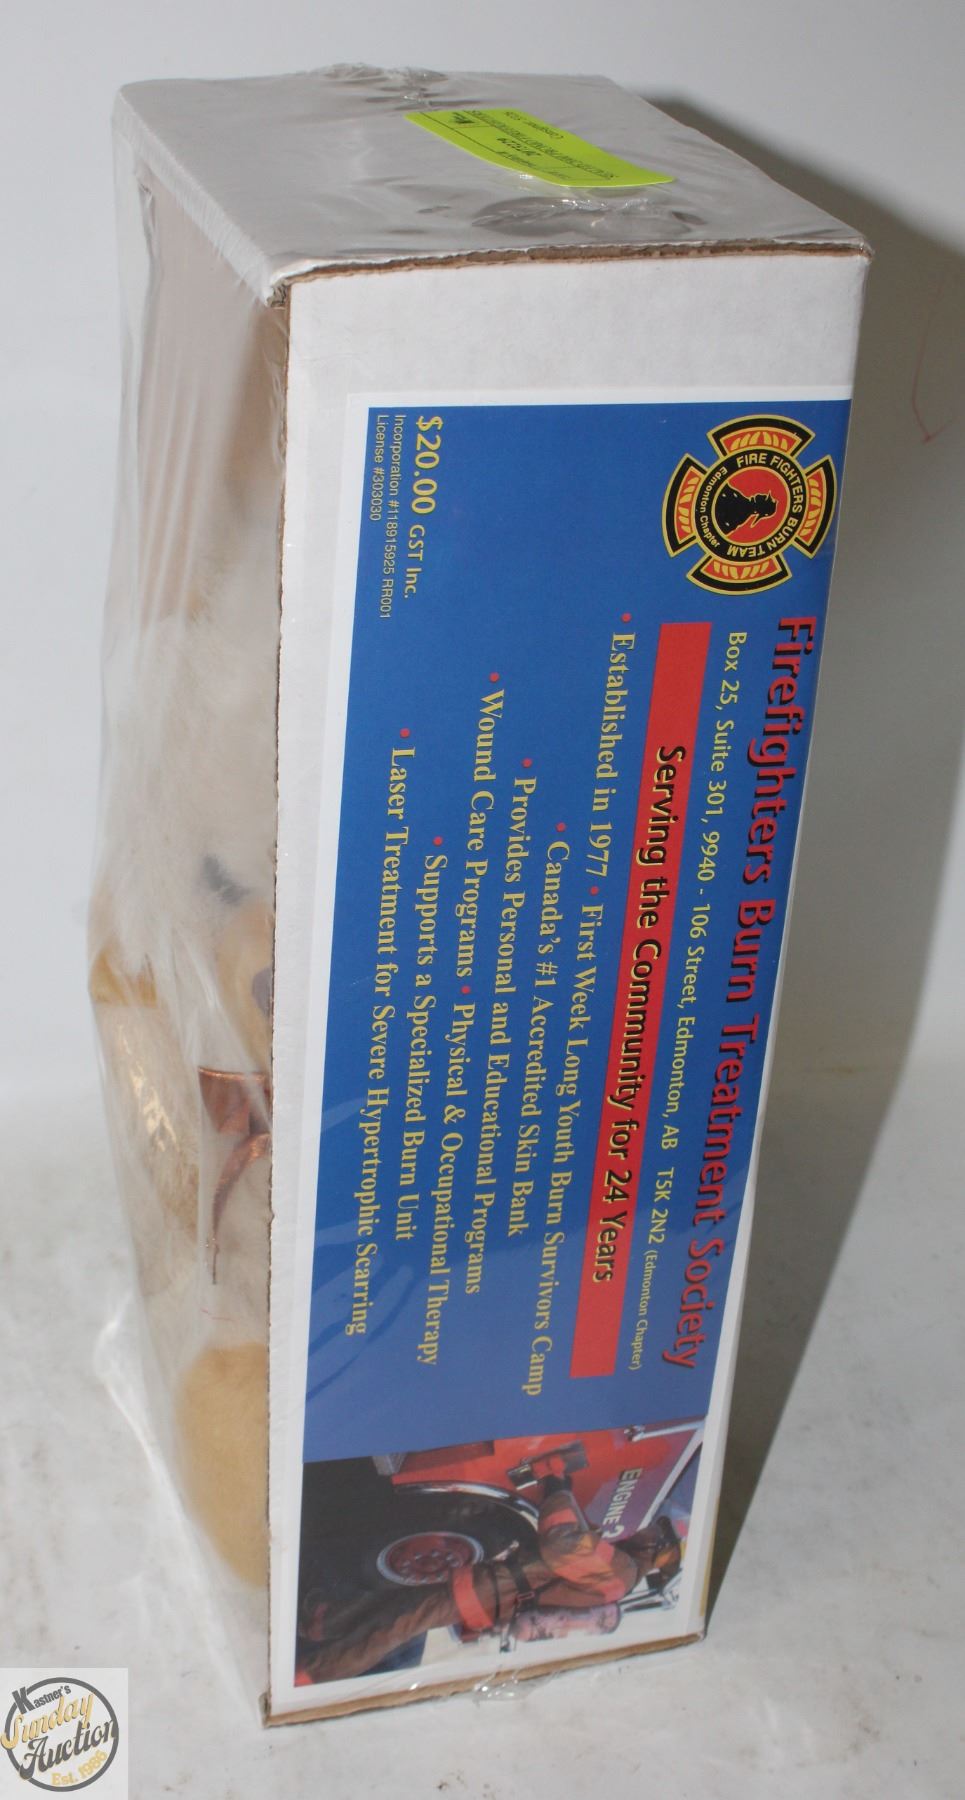 FIRE FIGHTERS BURN TEAM
Edmonton Chapter
Firefighters Burn Treatment Society
Box 25, Suite 301, 9940 - 106 Street, Edmonton, AB T5K 2N2 (Edmonton Chapter)
Serving the Community for 24 Years
• Established in 1977 • First Week Long Youth Burn Survivors Camp
• Canada's #1 Accredited Skin Bank
• Provides Personal and Educational Programs
• Wound Care Programs • Physical & Occupational Therapy
• Supports a Specialized Burn Unit
• Laser Treatment for Severe Hypertrophic Scarring
$20.00 GST Inc.
Incorporation #118915925 RR001
License #303030
ENGINE 2
Kastner's
Sunday
Auction
Est. 1986